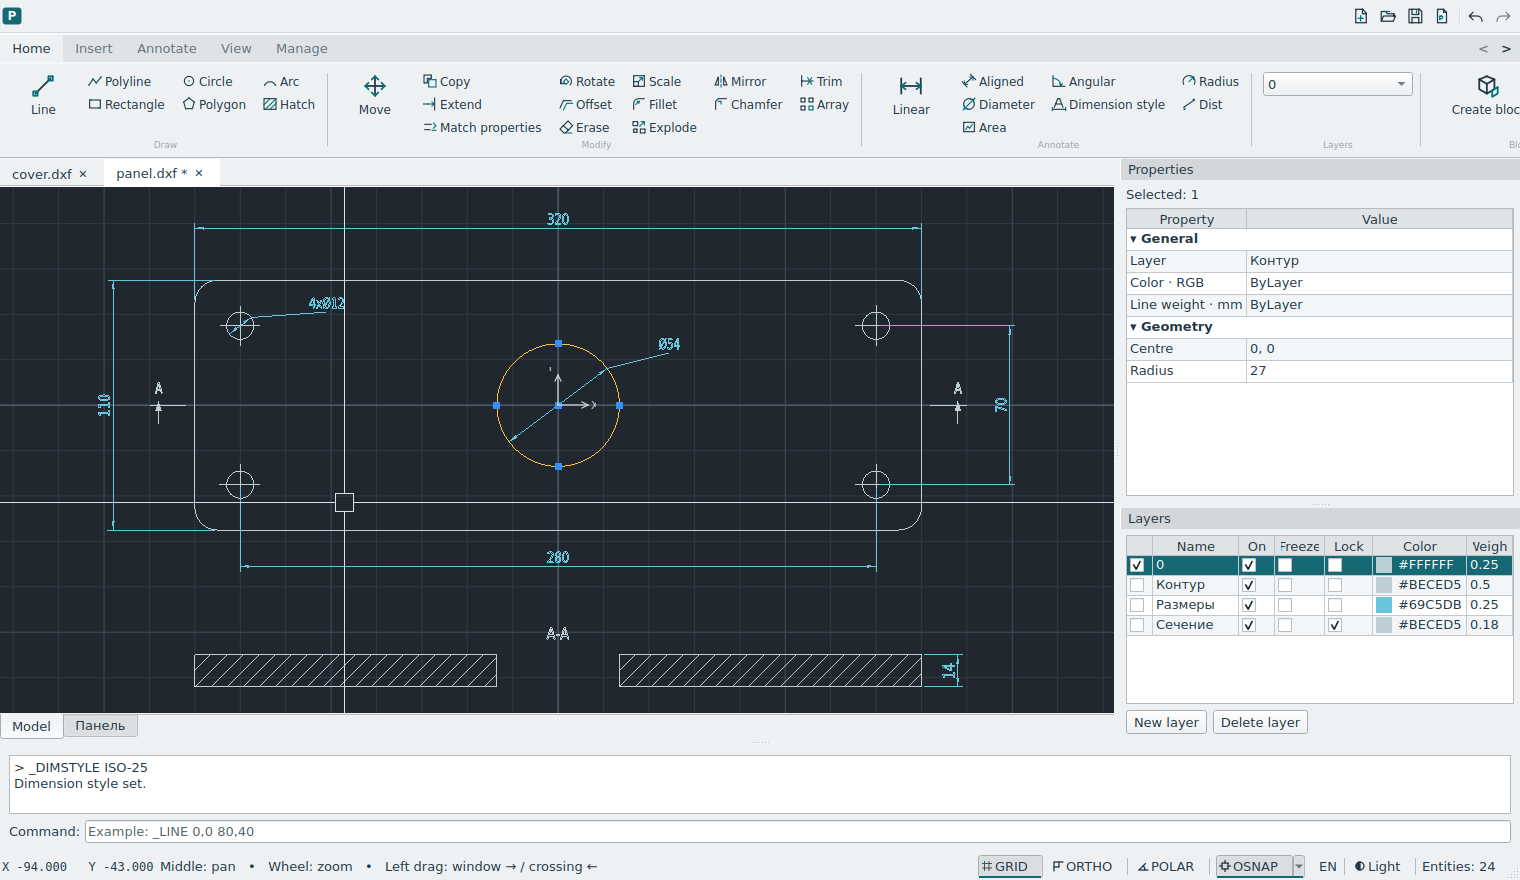 P
Home Insert Annotate View Manage < >
Line Polyline Circle Arc Move Copy Rotate Scale Mirror Trim Linear Aligned Angular Radius 0 Create bloc
Rectangle Polygon Hatch Extend Offset Fillet Chamfer Array Diameter Dimension style Dist
Match properties Erase Explode Area
Draw Modify Annotate Layers Blo
cover.dxf × panel.dxf * ×
320
4xØ12
Ø54
A A
110
70
X
280
A-A
14
Properties
Selected: 1
Property Value
▾ General
Layer Контур
Color · RGB ByLayer
Line weight · mm ByLayer
▾ Geometry
Centre 0, 0
Radius 27
Layers
Name On Freeze Lock Color Weigh
0 #FFFFFF 0.25
Контур #BECED5 0.5
Размеры #69C5DB 0.25
Сечение #BECED5 0.18
New layer Delete layer
Model Панель
> _DIMSTYLE ISO-25
Dimension style set.
Command: Example: _LINE 0,0 80,40
X -94.000 Y -43.000 Middle: pan • Wheel: zoom • Left drag: window → / crossing ← GRID ORTHO POLAR OSNAP EN Light Entities: 24